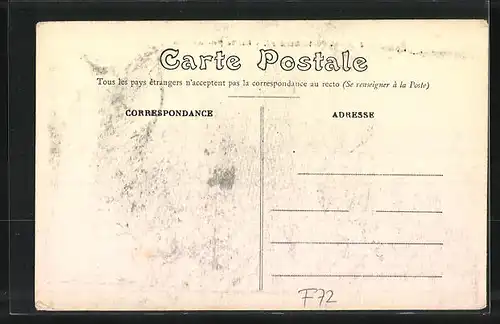 Carte Postale
Tous les pays étrangers n'acceptent pas la correspondance au recto (Se renseigner à la Poste)
CORRESPONDANCE
ADRESSE
F72